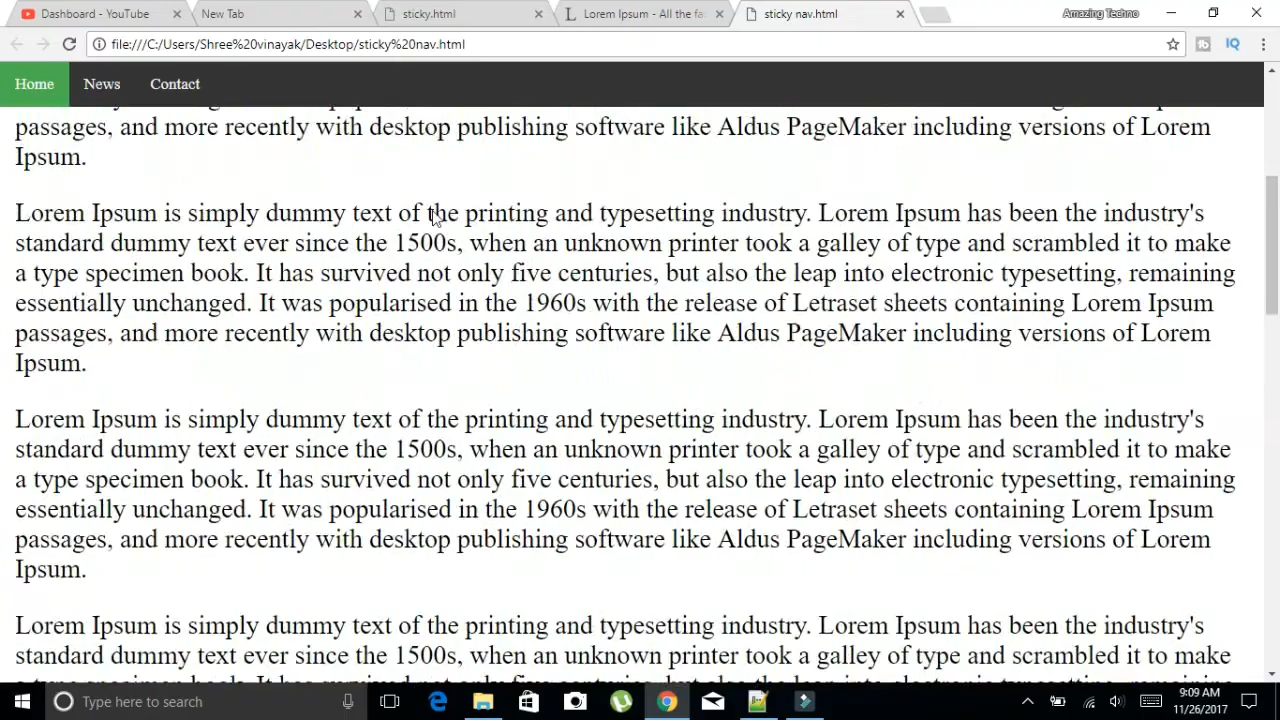 Dashboard - YouTube
New Tab
sticky.html
Lorem Ipsum - All the fa
sticky nav.html
Amazing Techno
file:///C:/Users/Shree%20vinayak/Desktop/sticky%20nav.html
IQ
Home News Contact
passages, and more recently with desktop publishing software like Aldus PageMaker including versions of Lorem
Ipsum.
Lorem Ipsum is simply dummy text of the printing and typesetting industry. Lorem Ipsum has been the industry's
standard dummy text ever since the 1500s, when an unknown printer took a galley of type and scrambled it to make
a type specimen book. It has survived not only five centuries, but also the leap into electronic typesetting, remaining
essentially unchanged. It was popularised in the 1960s with the release of Letraset sheets containing Lorem Ipsum
passages, and more recently with desktop publishing software like Aldus PageMaker including versions of Lorem
Ipsum.
Lorem Ipsum is simply dummy text of the printing and typesetting industry. Lorem Ipsum has been the industry's
standard dummy text ever since the 1500s, when an unknown printer took a galley of type and scrambled it to make
a type specimen book. It has survived not only five centuries, but also the leap into electronic typesetting, remaining
essentially unchanged. It was popularised in the 1960s with the release of Letraset sheets containing Lorem Ipsum
passages, and more recently with desktop publishing software like Aldus PageMaker including versions of Lorem
Ipsum.
Lorem Ipsum is simply dummy text of the printing and typesetting industry. Lorem Ipsum has been the industry's
standard dummy text ever since the 1500s, when an unknown printer took a galley of type and scrambled it to make
Type here to search
9:09 AM
11/26/2017